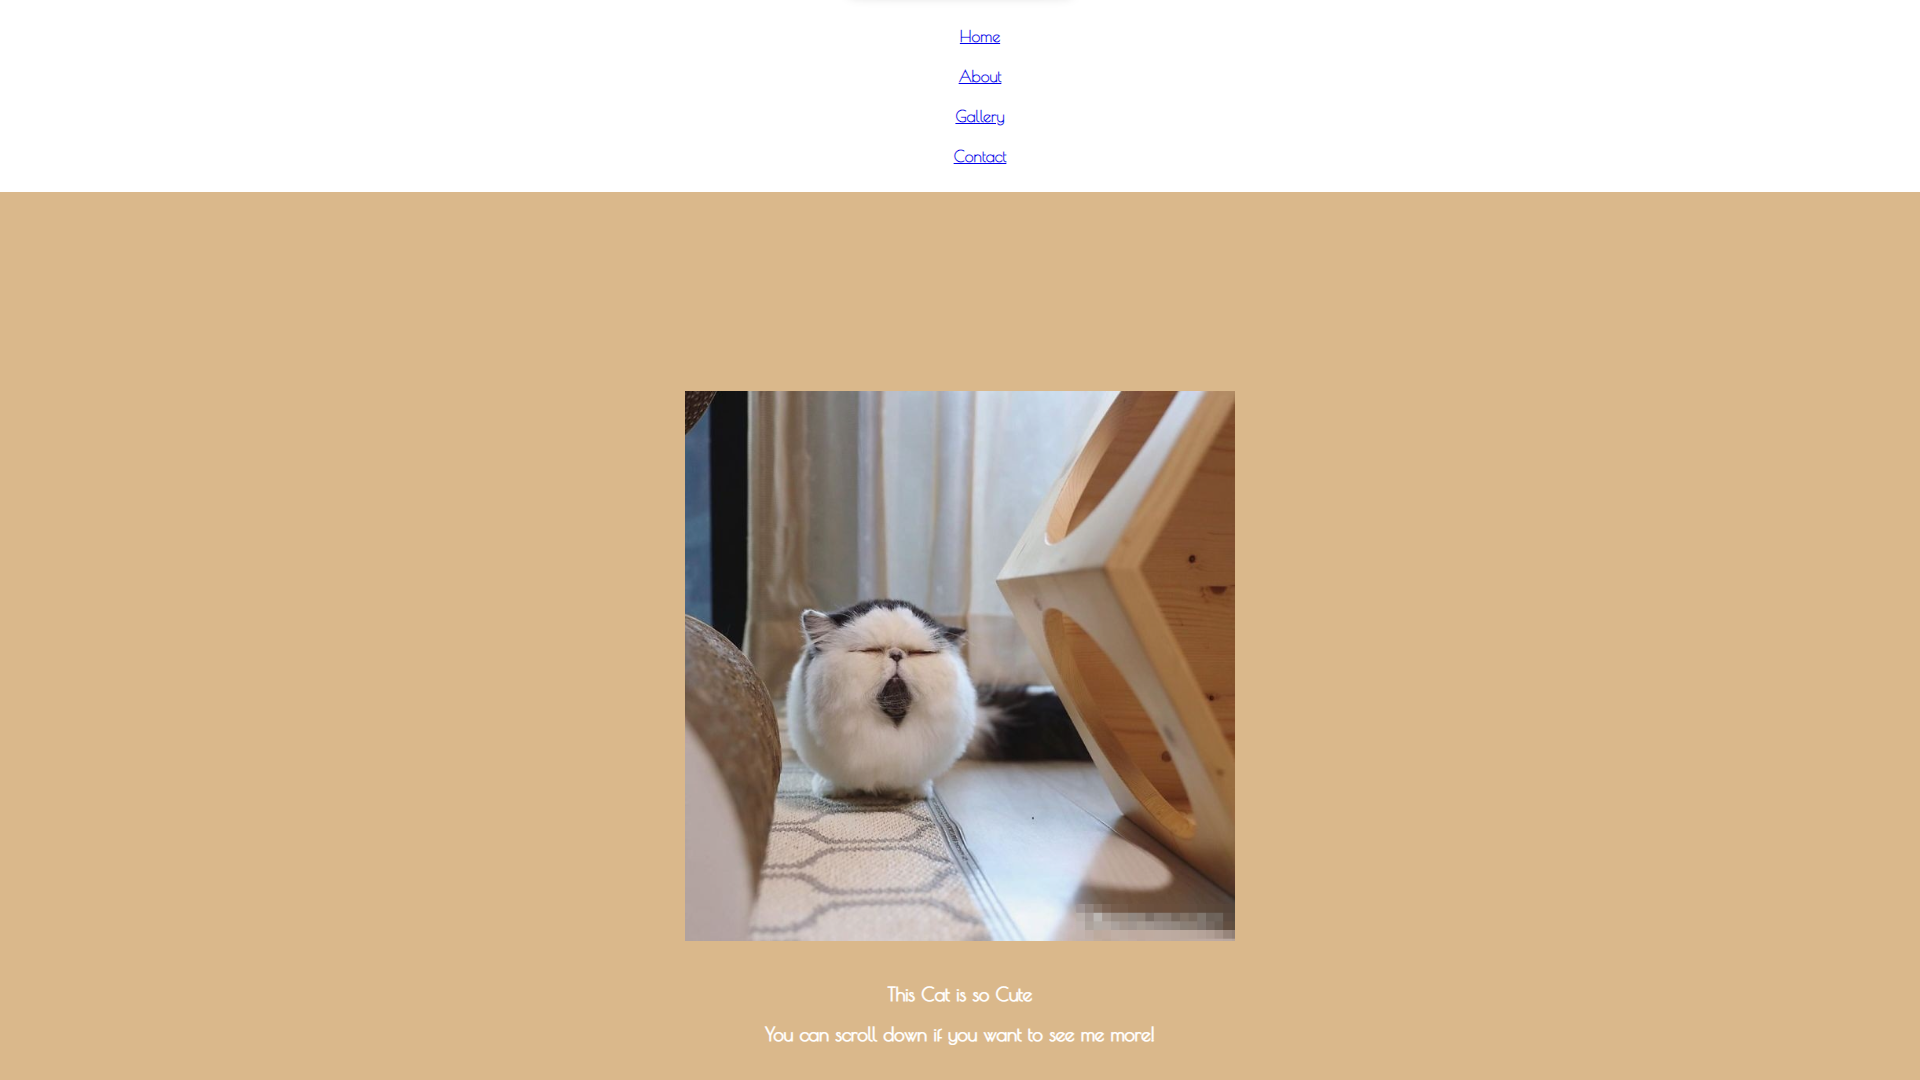 Home
About
Gallery
Contact
This Cat is so Cute
You can scroll down if you want to see me more!